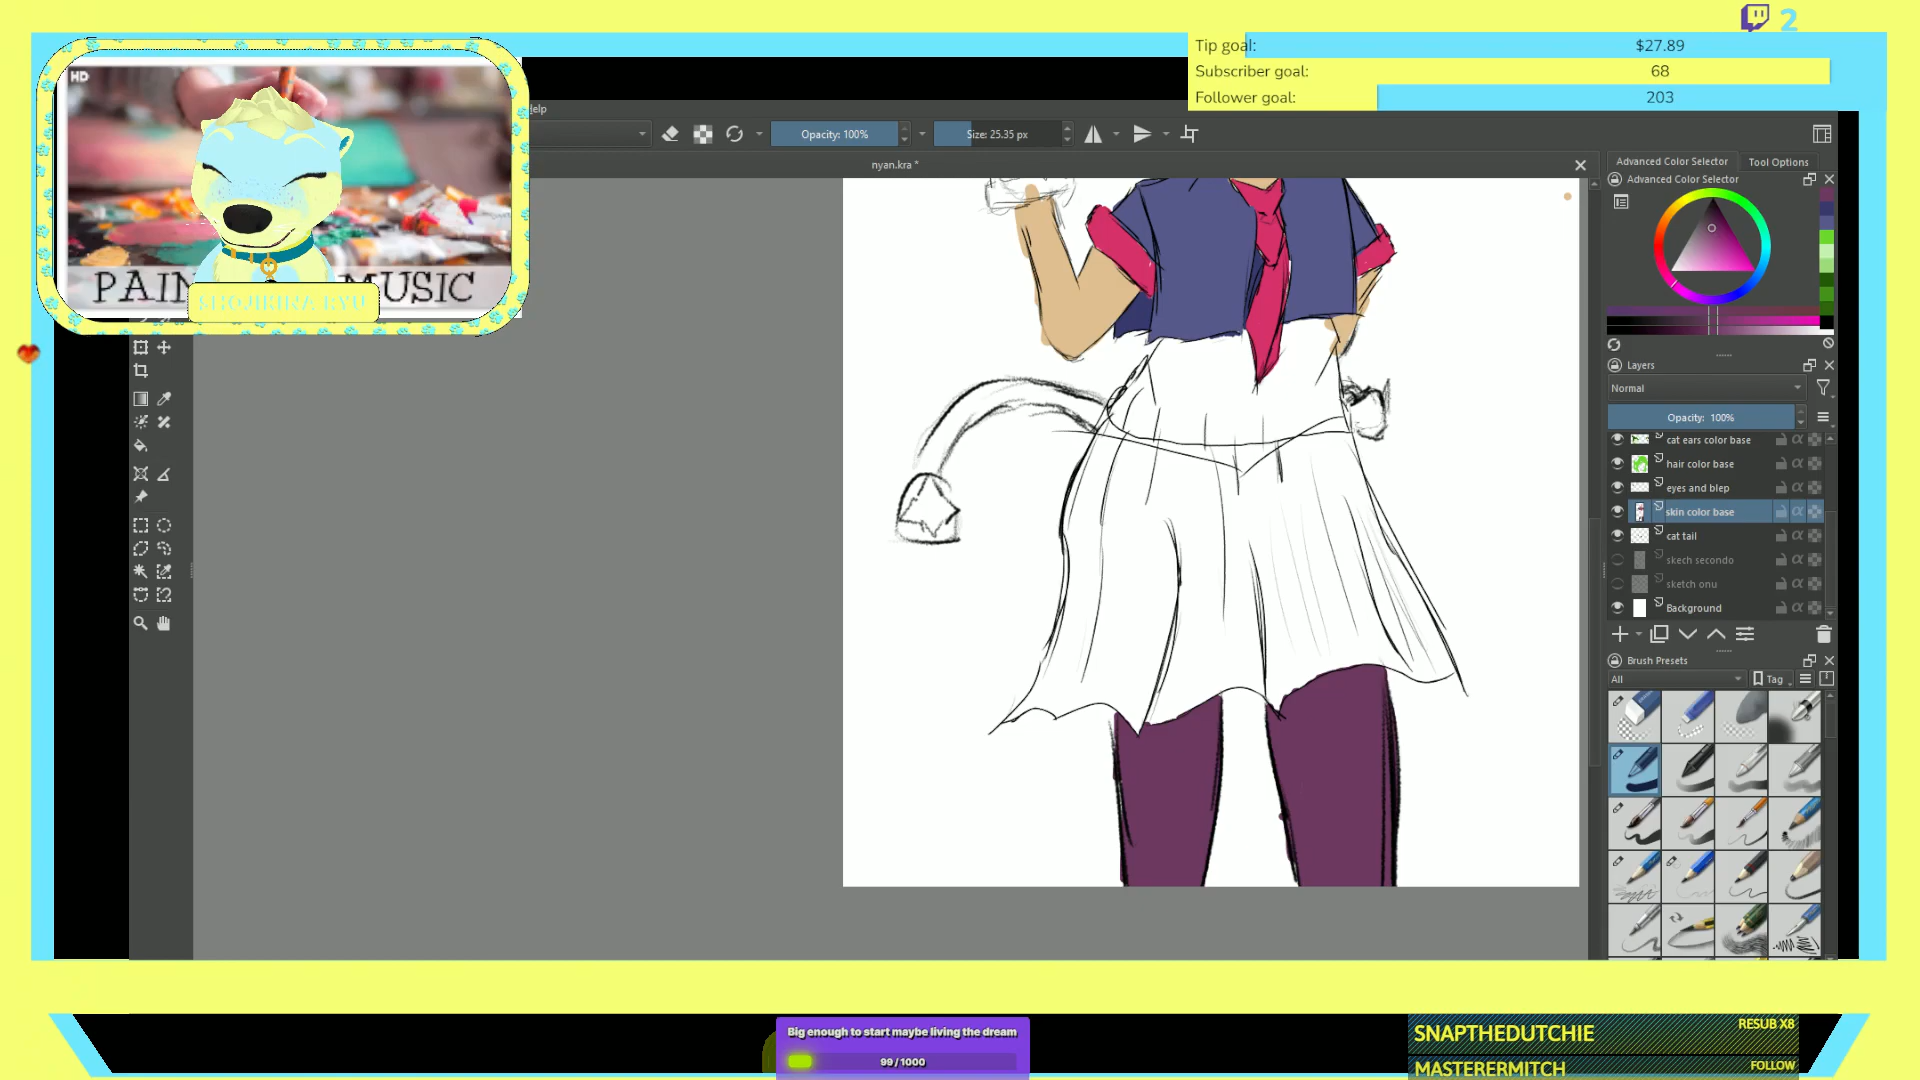 2
Tip goal: $27.89
Subscriber goal: 68
Follower goal: 203
HD
SHOJIKINA RYU
Opacity: 100%
Size: 25.35 px
nyan.kra *
Advanced Color Selector
Tool Options
Advanced Color Selector
Layers
Normal
Opacity: 100%
cat ears color base
hair color base
eyes and blep
skin color base
cat tail
skech secondo
sketch onu
Background
Brush Presets
All
Tag
Big enough to start maybe living the dream
99 / 1000
SNAPTHEDUTCHIE RESUB X8
MASTERERMITCH FOLLOW